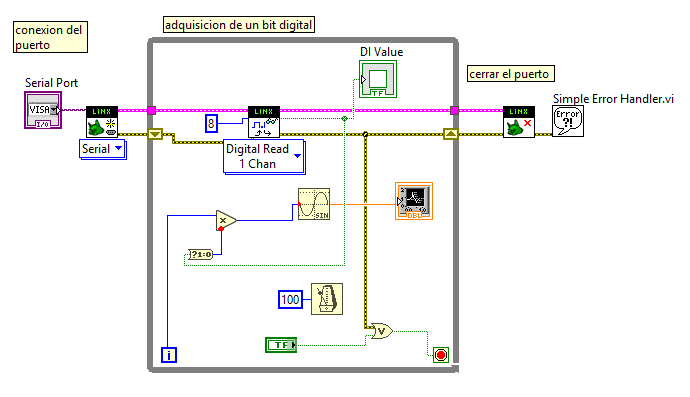 conexion del
puerto
adquisicion de un bit digital
DI Value
TF
cerrar el puerto
Serial Port
VISA
I/O
LINX
Serial
8
LINX
Digital Read
1 Chan
LINX
Simple Error Handler.vi
Error
?!
x
SIN
DBL
?1:0
100
TF
V
i